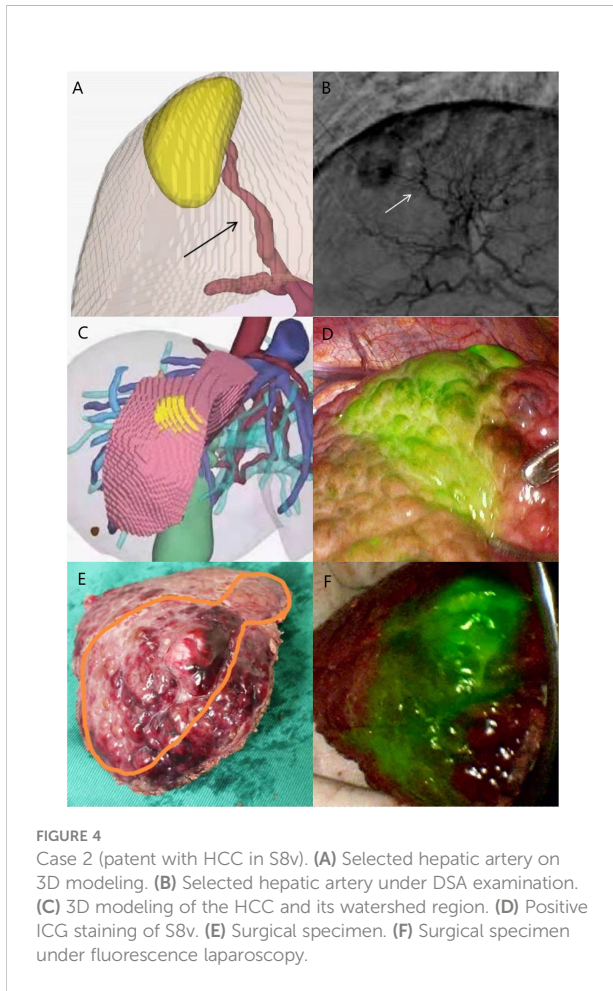 A
B
C
D
E
F
FIGURE 4
Case 2 (patent with HCC in S8v). (A) Selected hepatic artery on
3D modeling. (B) Selected hepatic artery under DSA examination.
(C) 3D modeling of the HCC and its watershed region. (D) Positive
ICG staining of S8v. (E) Surgical specimen. (F) Surgical specimen
under fluorescence laparoscopy.